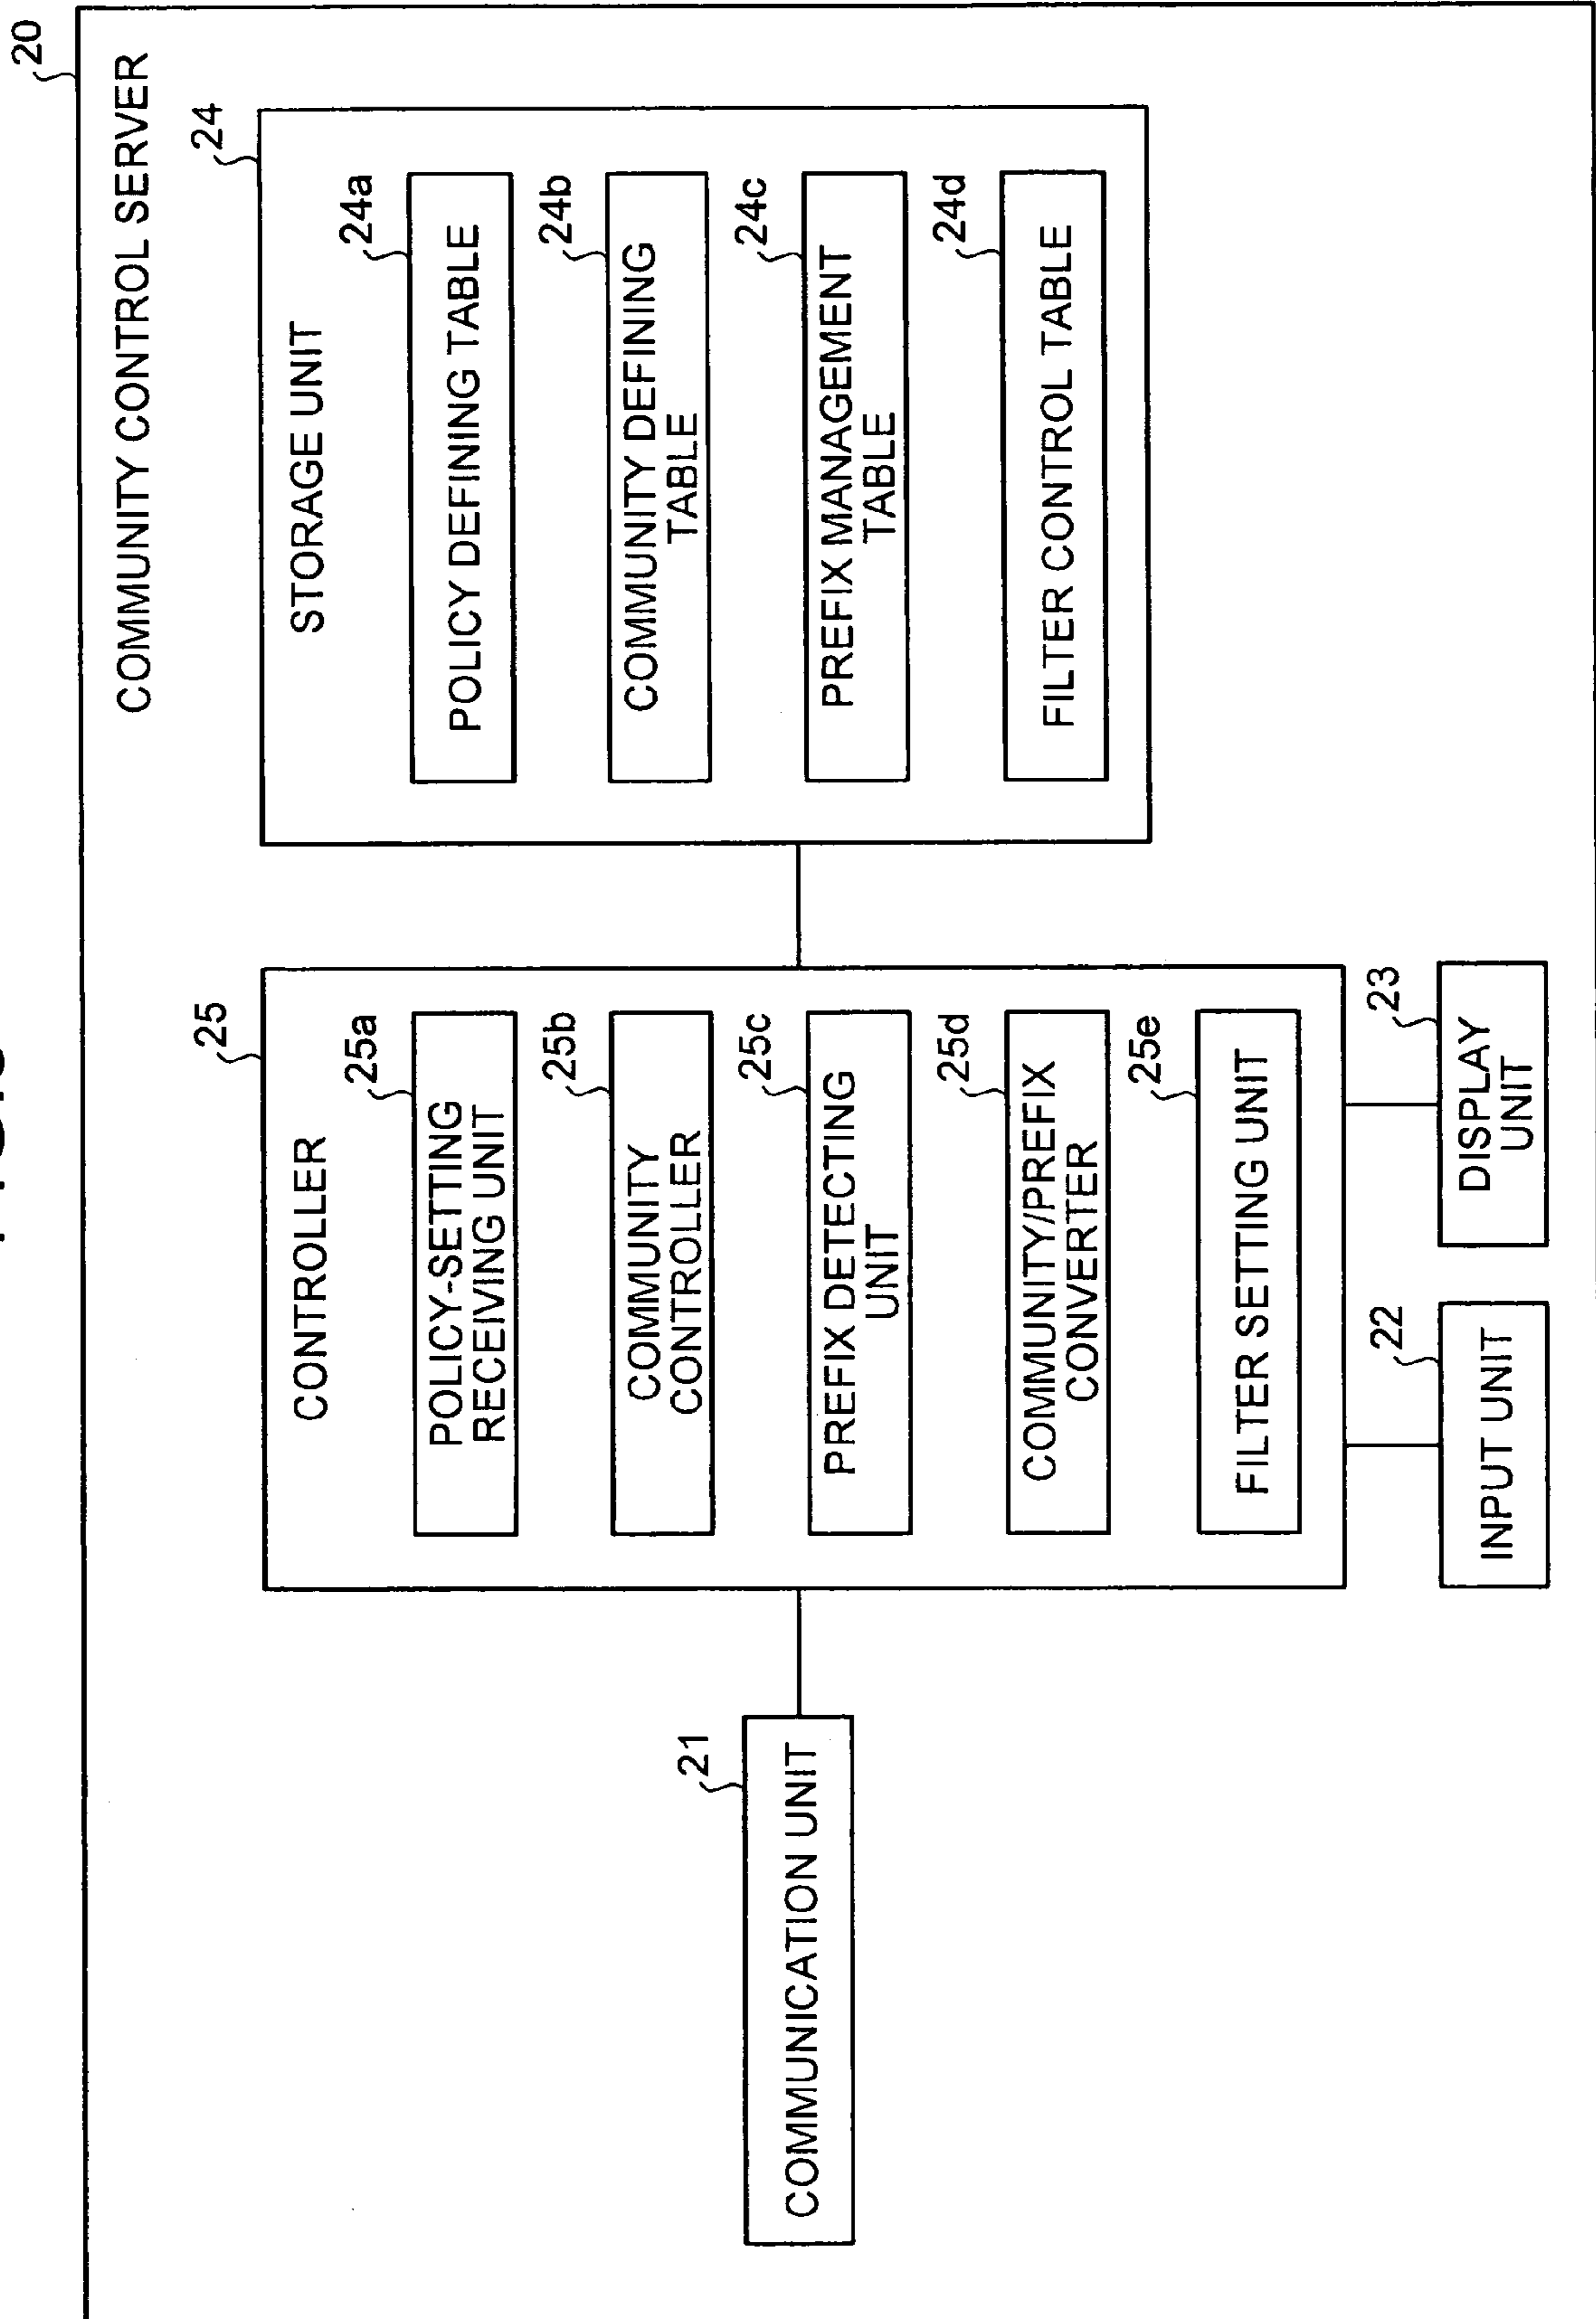 20
COMMUNITY CONTROL SERVER
21
COMMUNICATION UNIT
25
CONTROLLER
25a
POLICY-SETTING
RECEIVING UNIT
25b
COMMUNITY
CONTROLLER
25c
PREFIX DETECTING
UNIT
25d
COMMUNITY/PREFIX
CONVERTER
25e
FILTER SETTING UNIT
24
STORAGE UNIT
24a
POLICY DEFINING TABLE
24b
COMMUNITY DEFINING
TABLE
24c
PREFIX MANAGEMENT
TABLE
24d
FILTER CONTROL TABLE
22
INPUT UNIT
23
DISPLAY
UNIT